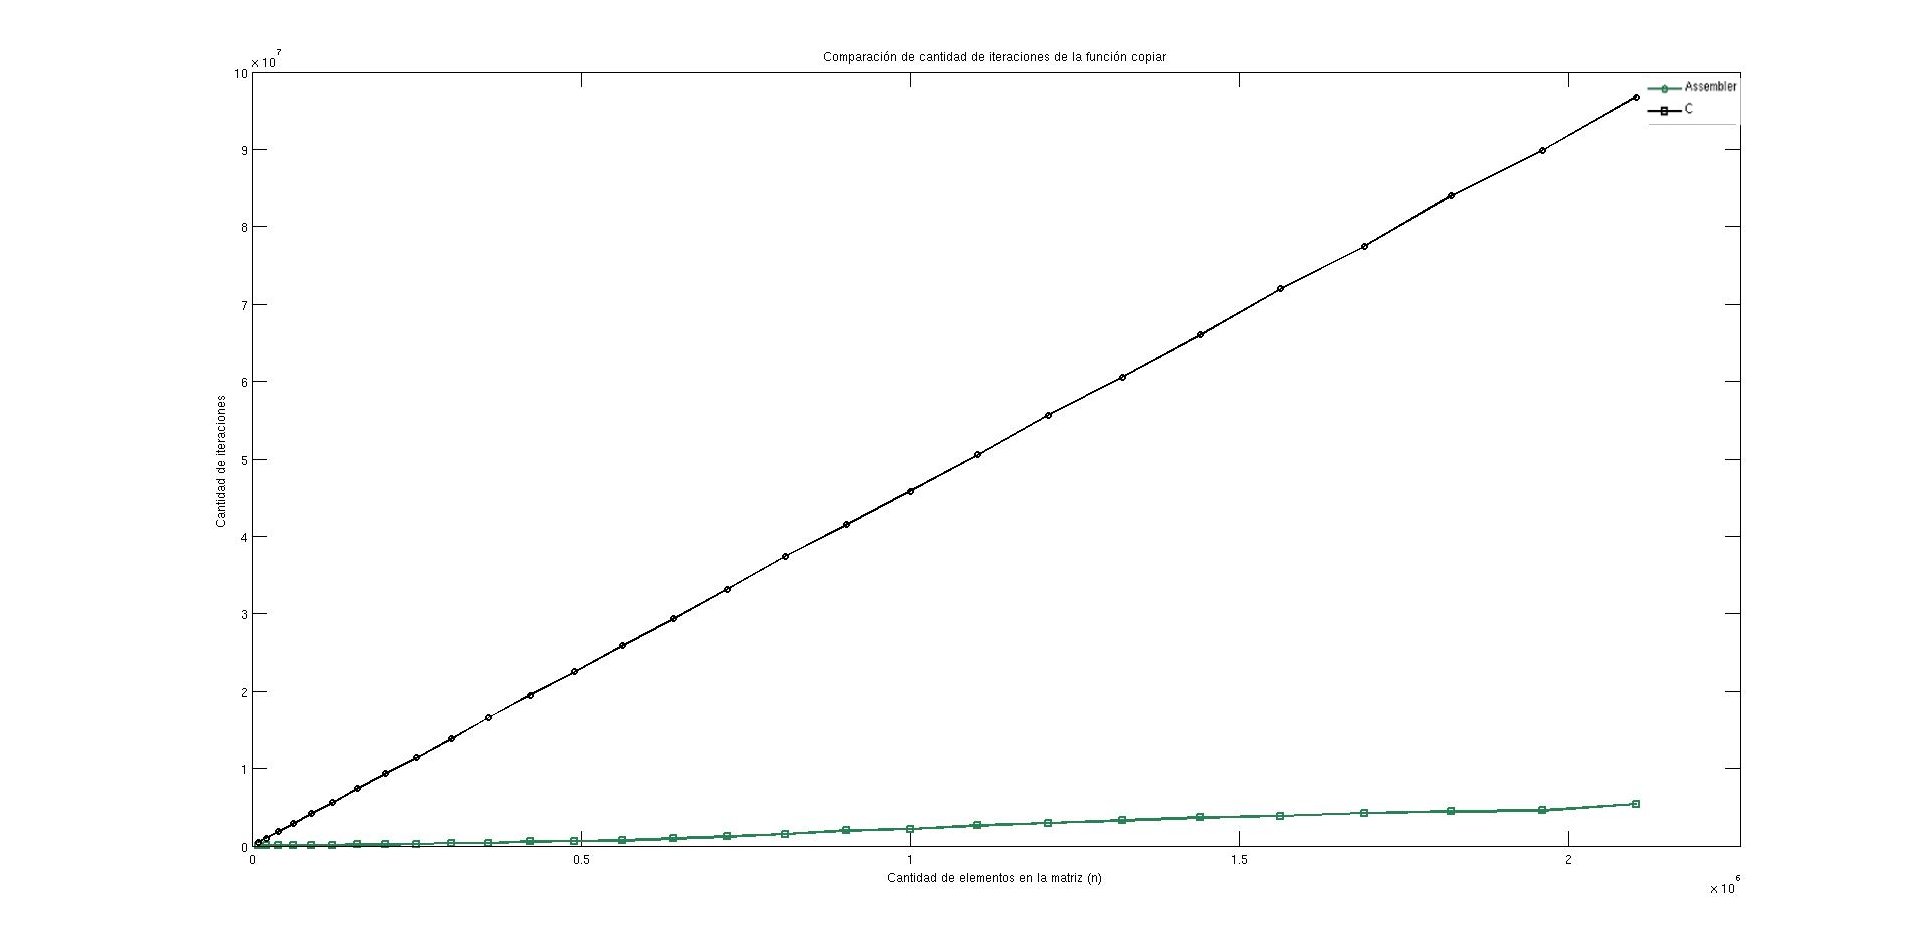 Comparación de cantidad de iteraciones de la función copiar
x 10^7
10
9
8
7
6
5
4
3
2
1
0
Cantidad de iteraciones
Assembler
C
0
0.5
1
1.5
2
x 10^6
Cantidad de elementos en la matriz (n)